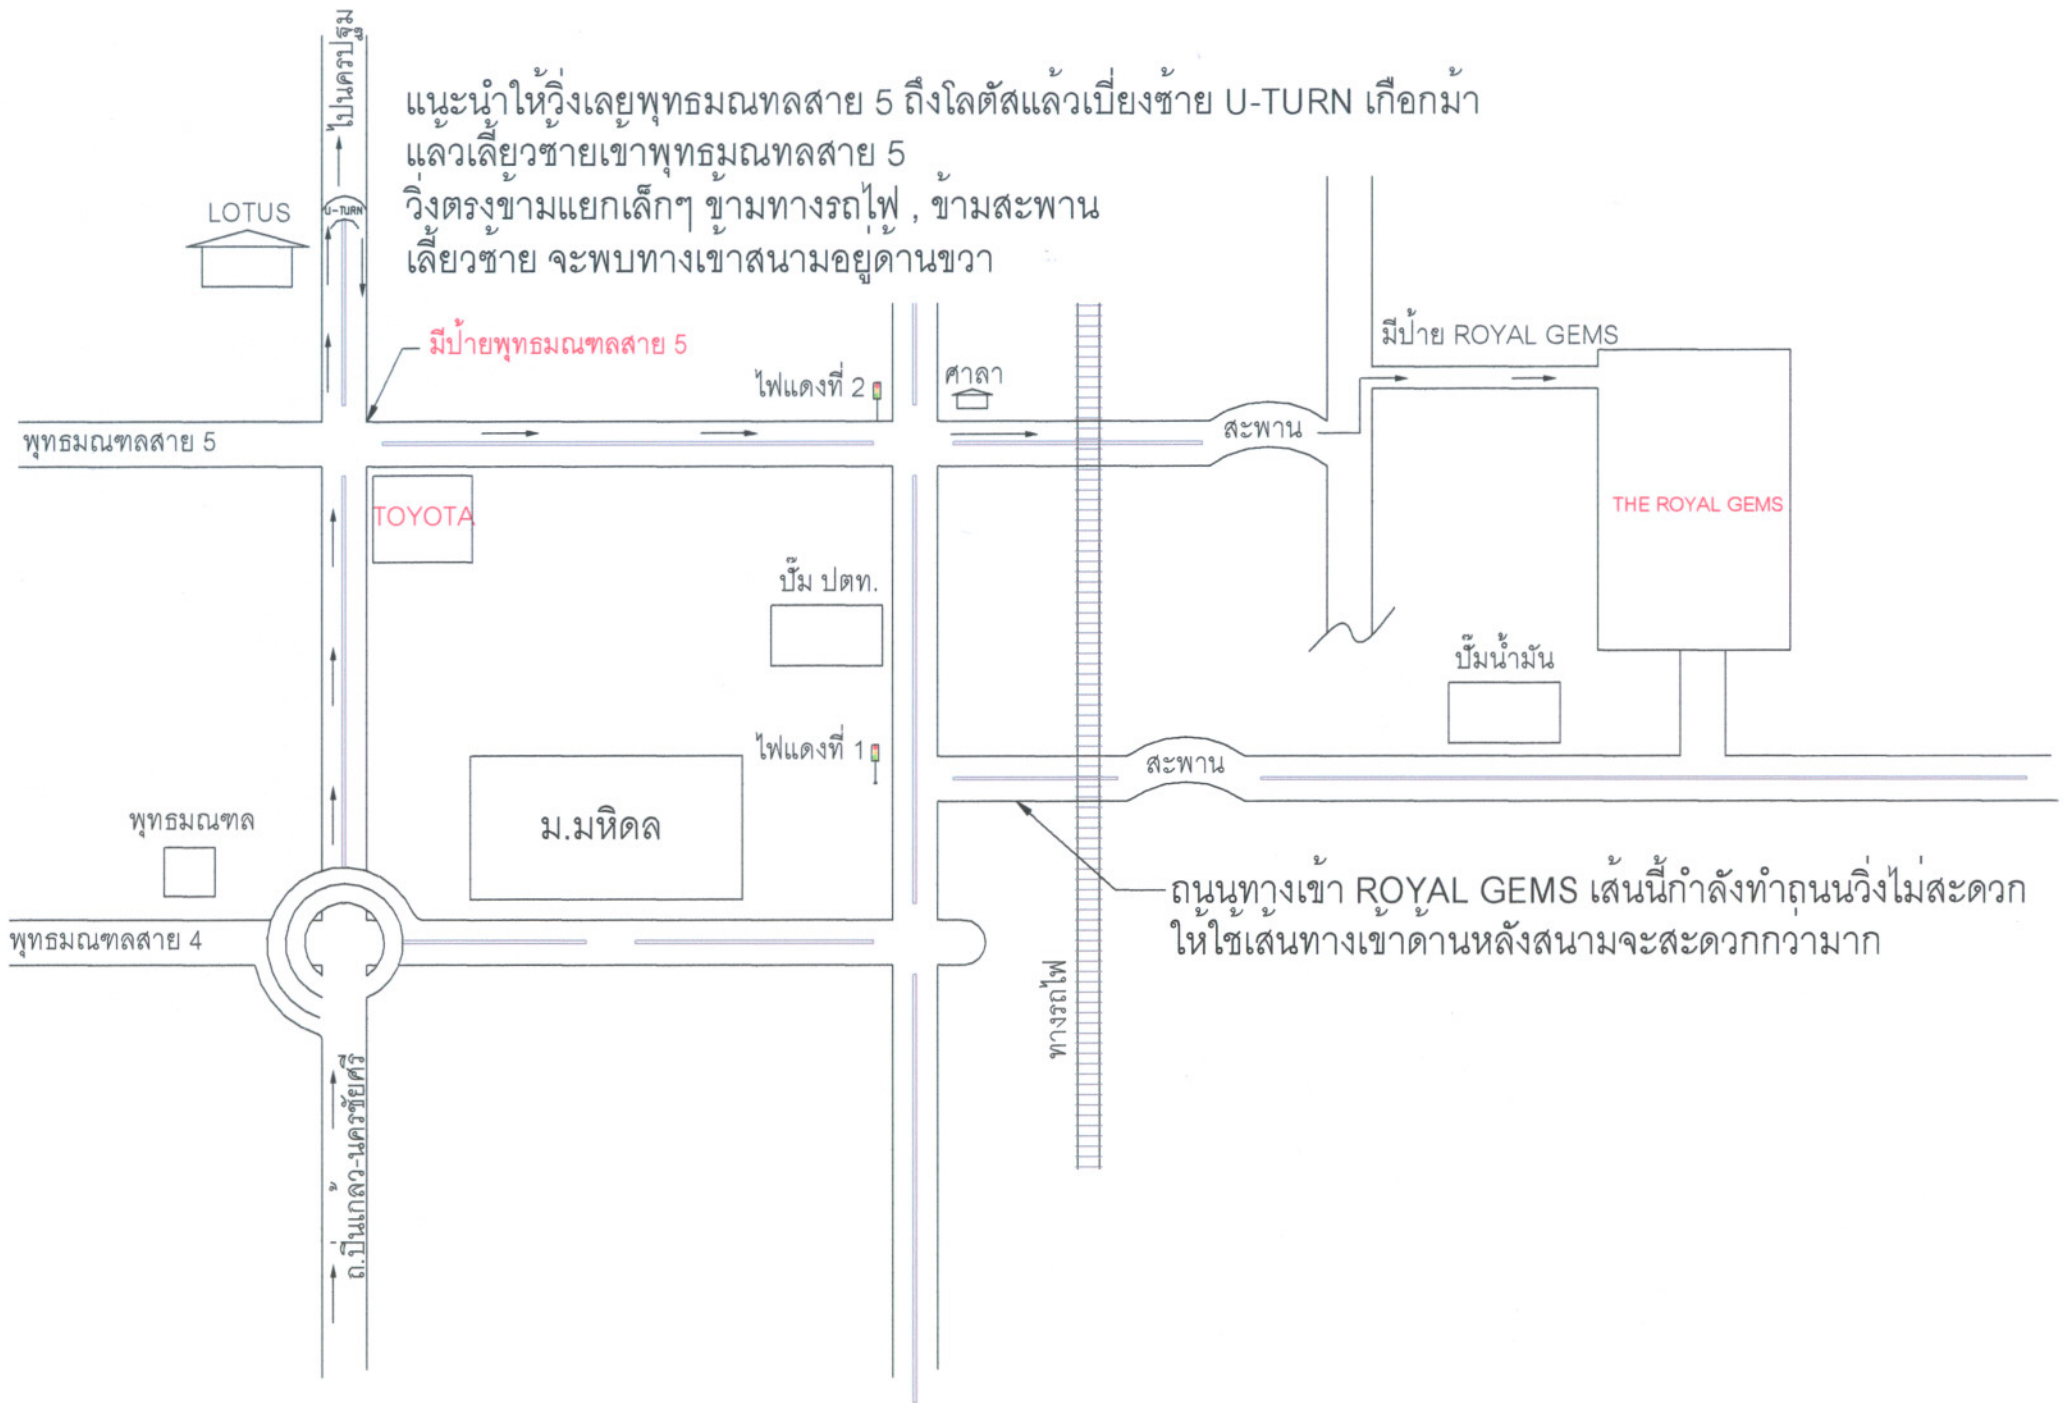 ไปนครปฐม
แนะนำให้วิ่งเลยพุทธมณทลสาย 5 ถึงโลตัสแล้วเบี่ยงซ้าย U-TURN เกือกม้า
แล้วเลี้ยวซ้ายเข้าพุทธมณทลสาย 5
วิ่งตรงข้ามแยกเล็กๆ ข้ามทางรถไฟ , ข้ามสะพาน
เลี้ยวซ้าย จะพบทางเข้าสนามอยู่ด้านขวา
LOTUS
U-TURN
มีป้ายพุทธมณฑลสาย 5
มีป้าย ROYAL GEMS
ไฟแดงที่ 2
ศาลา
พุทธมณฑลสาย 5
สะพาน
TOYOTA
THE ROYAL GEMS
ปั๊ม ปตท.
ปั๊มน้ำมัน
ไฟแดงที่ 1
สะพาน
พุทธมณฑล
ม.มหิดล
ถนนทางเข้า ROYAL GEMS เส้นนี้กำลังทำถนนวิ่งไม่สะดวก
ให้ใช้เส้นทางเข้าด้านหลังสนามจะสะดวกกว่ามาก
พุทธมณฑลสาย 4
ทางรถไฟ
ถ.ปิ่นเกล้า-นครชัยศรี